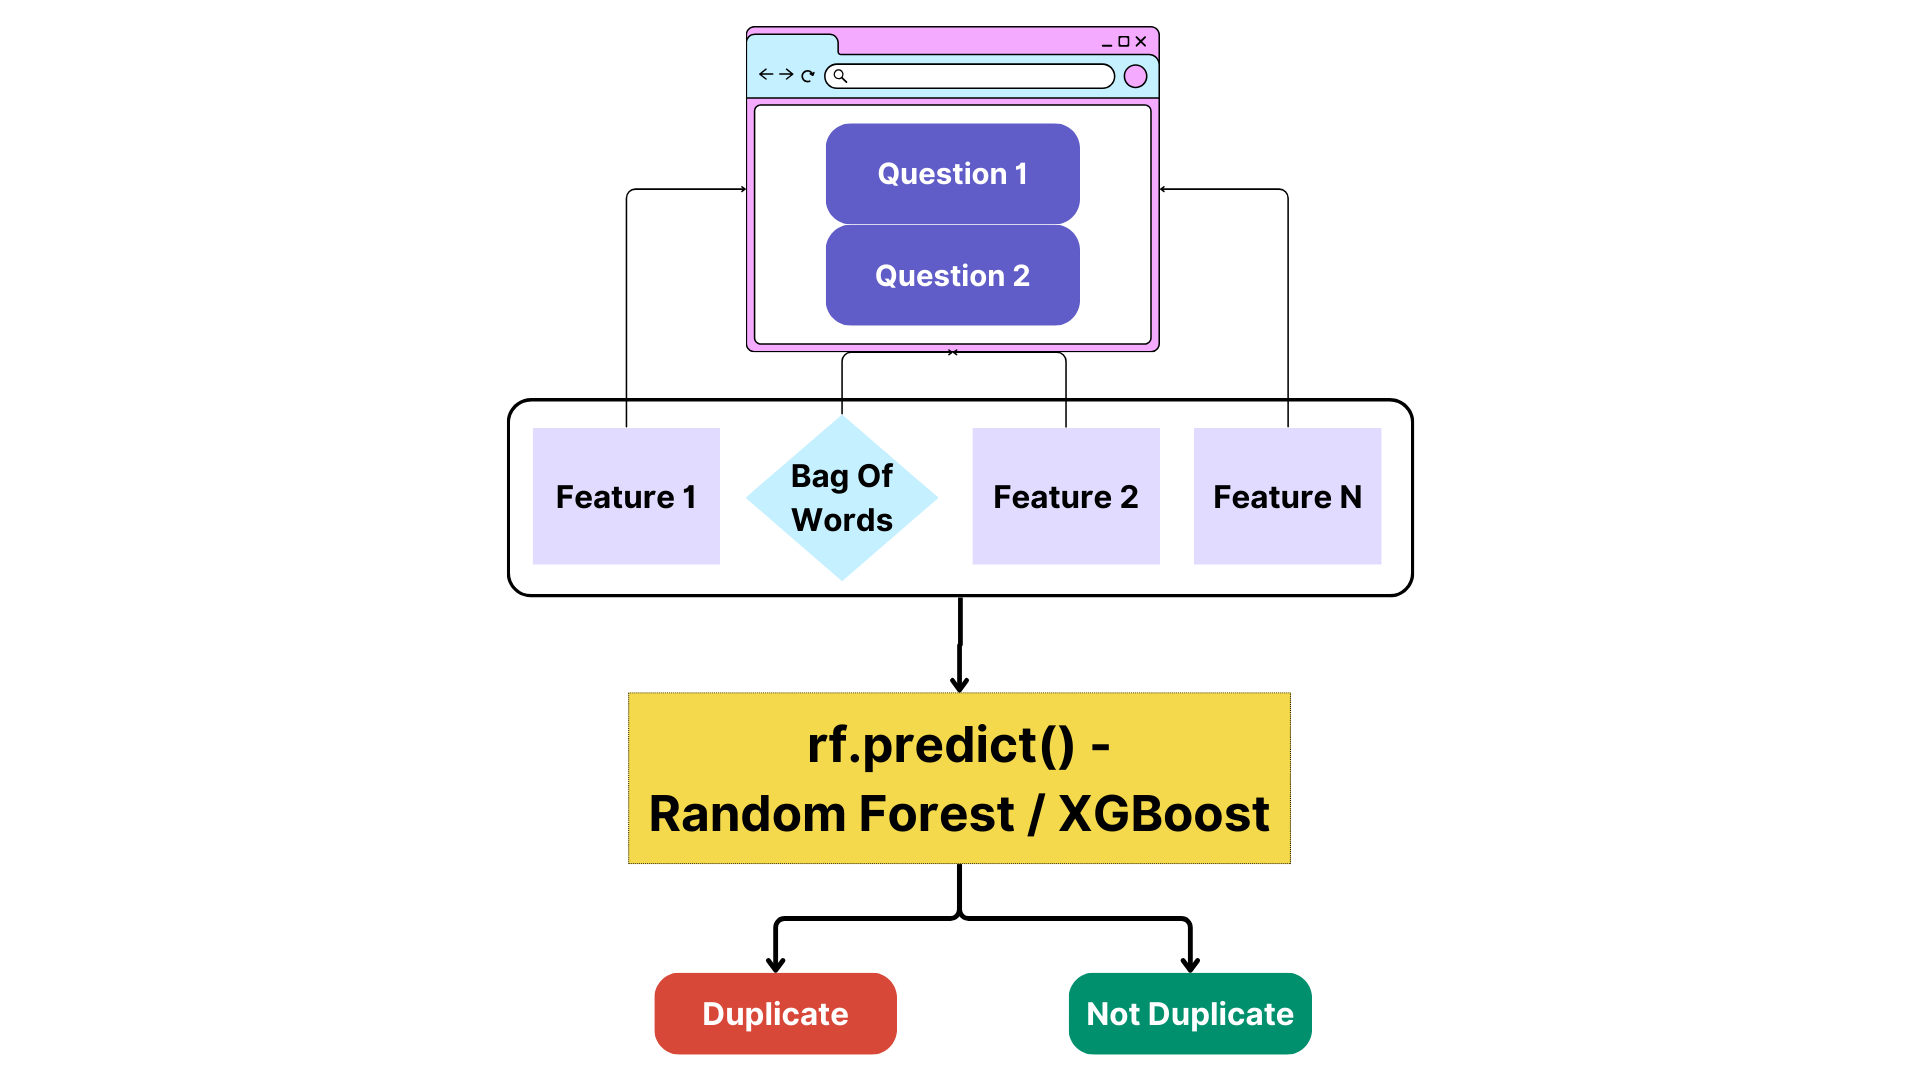 Question 1
Question 2
Feature 1
Bag Of
Words
Feature 2
Feature N
rf.predict() -
Random Forest / XGBoost
Duplicate
Not Duplicate